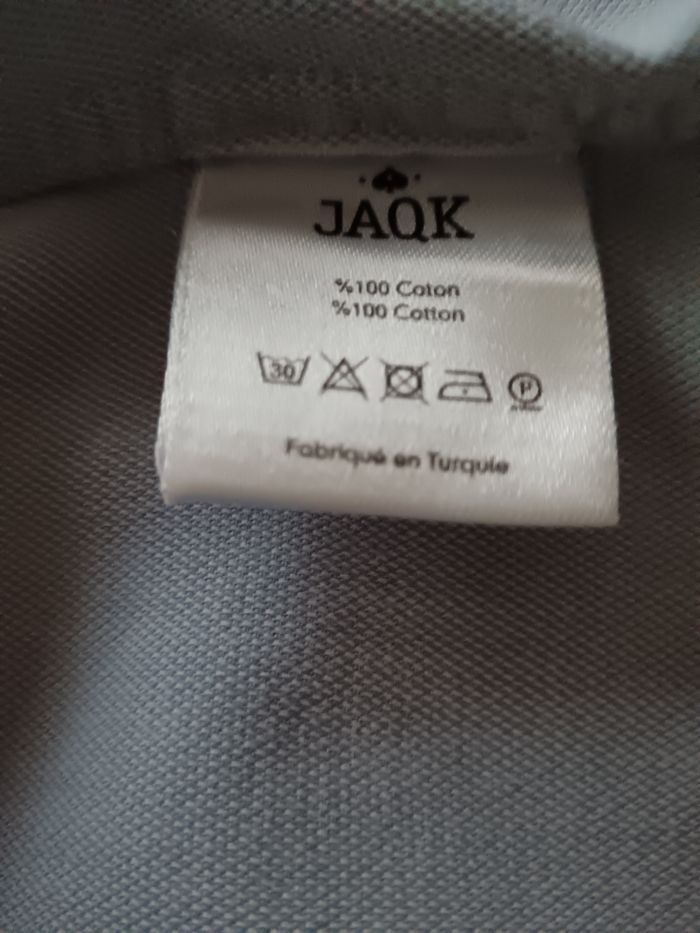 JAQK
%100 Coton
%100 Cotton
30 P
Fabriqué en Turquie